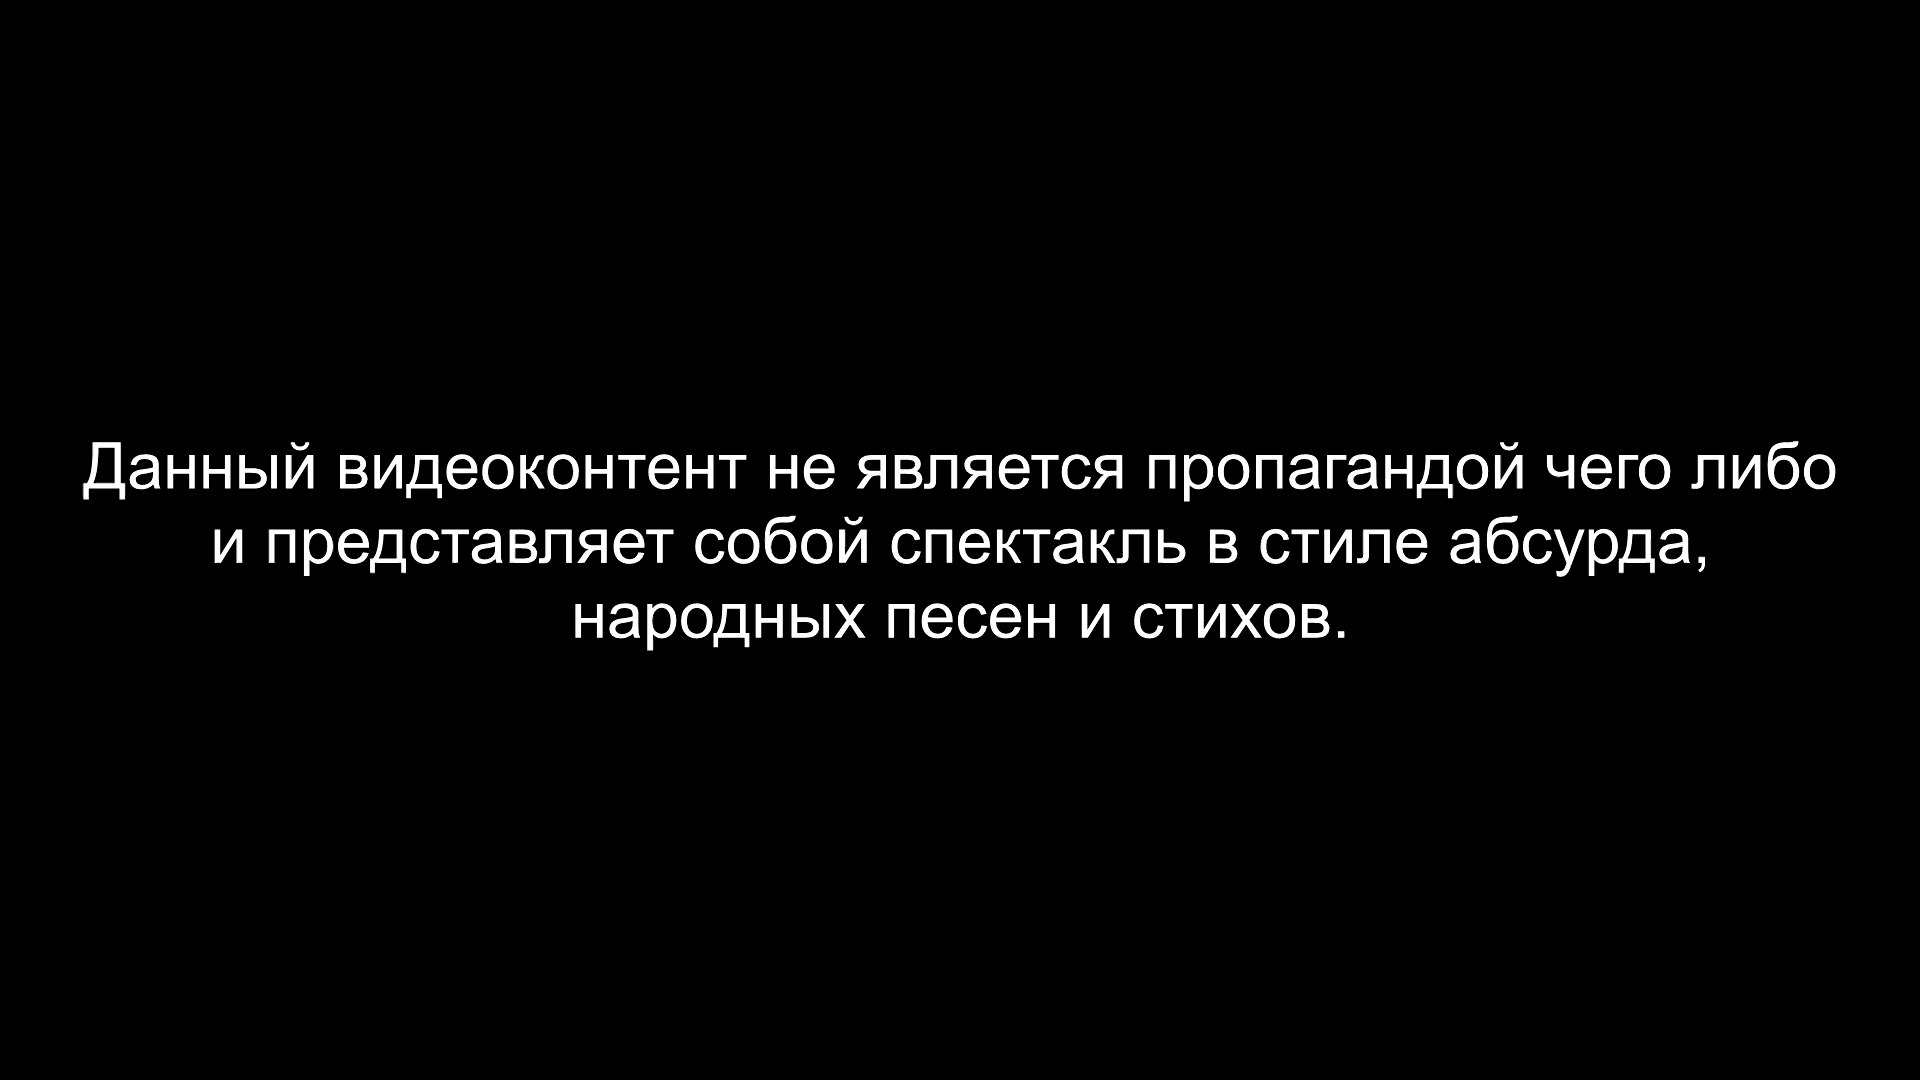 Данный видеоконтент не является пропагандой чего либо
и представляет собой спектакль в стиле абсурда,
народных песен и стихов.